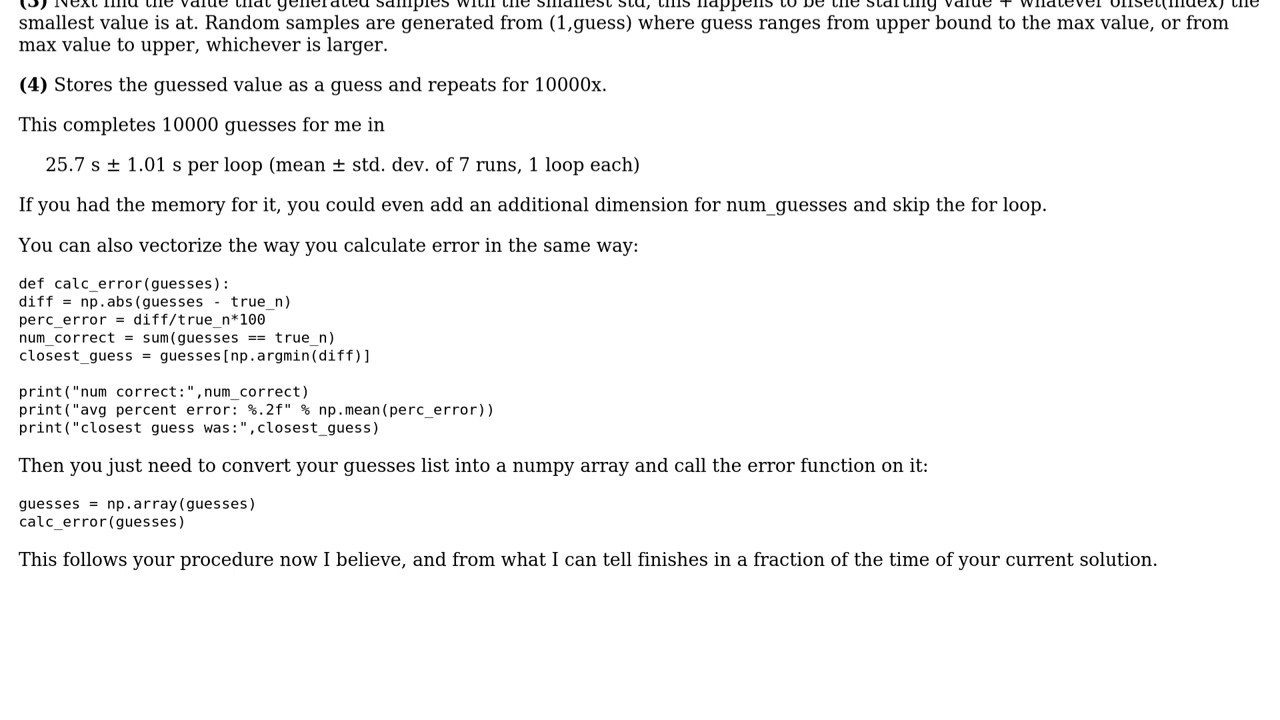 (3) Next find the value that generated samples with the smallest std, this happens to be the starting value + whatever offset(index) the
smallest value is at. Random samples are generated from (1,guess) where guess ranges from upper bound to the max value, or from
max value to upper, whichever is larger.
(4) Stores the guessed value as a guess and repeats for 10000x.
This completes 10000 guesses for me in
25.7 s ± 1.01 s per loop (mean ± std. dev. of 7 runs, 1 loop each)
If you had the memory for it, you could even add an additional dimension for num_guesses and skip the for loop.
You can also vectorize the way you calculate error in the same way:
def calc_error(guesses):
diff = np.abs(guesses - true_n)
perc_error = diff/true_n*100
num_correct = sum(guesses == true_n)
closest_guess = guesses[np.argmin(diff)]
print("num correct:",num_correct)
print("avg percent error: %.2f" % np.mean(perc_error))
print("closest guess was:",closest_guess)
Then you just need to convert your guesses list into a numpy array and call the error function on it:
guesses = np.array(guesses)
calc_error(guesses)
This follows your procedure now I believe, and from what I can tell finishes in a fraction of the time of your current solution.